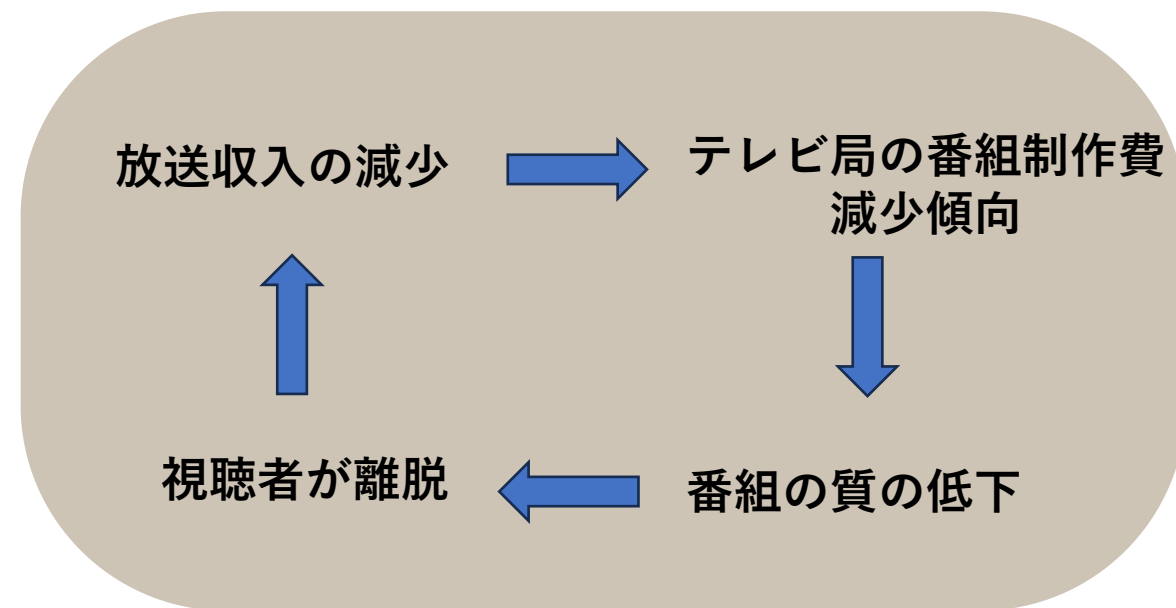 放送収入の減少
テレビ局の番組制作費
減少傾向
視聴者が離脱
番組の質の低下